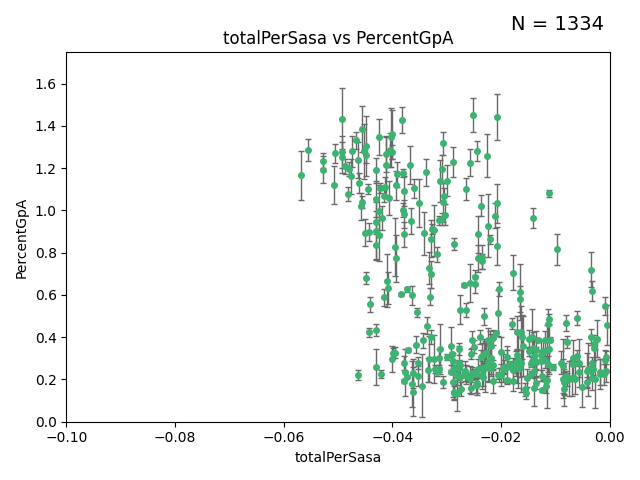 N = 1334
totalPerSasa vs PercentGpA
PercentGpA
1.6
1.4
1.2
1.0
0.8
0.6
0.4
0.2
0.0
−0.10 −0.08 −0.06 −0.04 −0.02 0.00
totalPerSasa